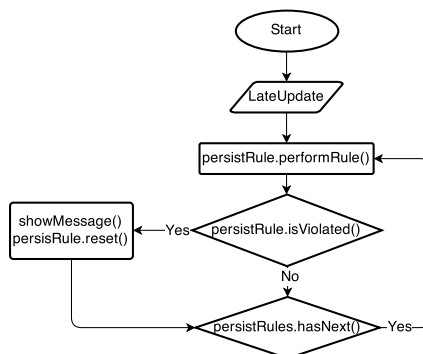 Start
LateUpdate
persistRule.performRule()
persistRule.isViolated()
Yes
showMessage()
persisRule.reset()
No
persistRules.hasNext()
Yes